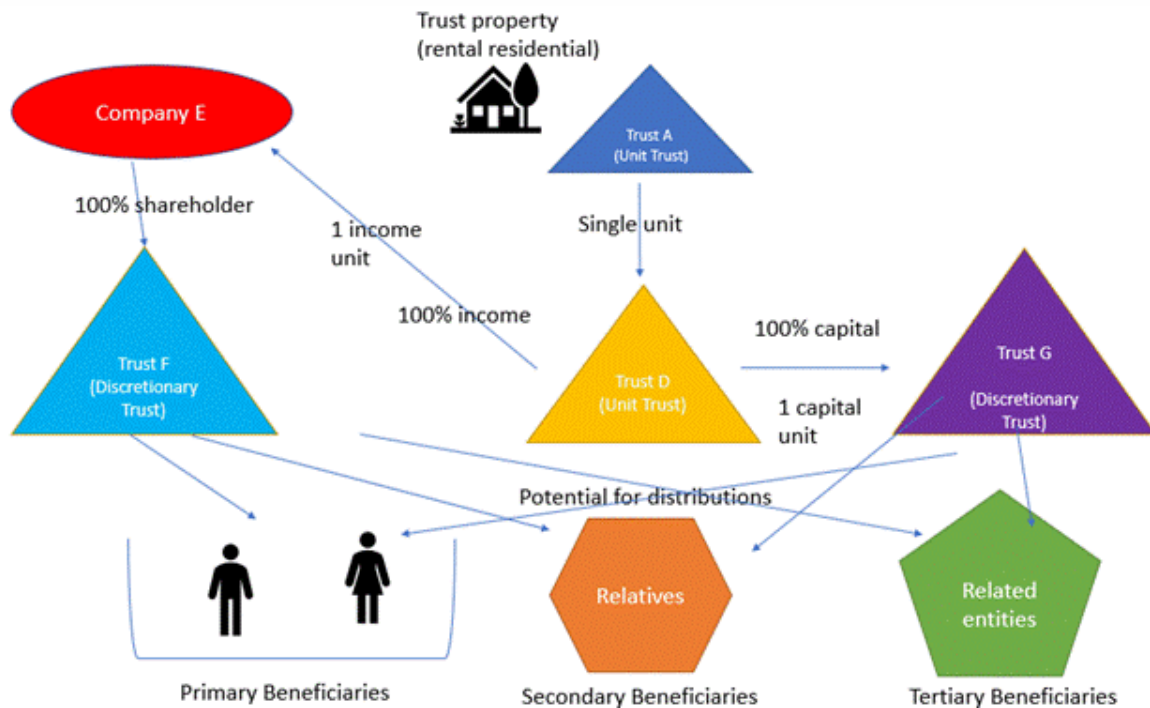 Trust property
(rental residential)
Company E
Trust A
(Unit Trust)
100% shareholder
1 income
unit
Single unit
100% income
100% capital
Trust F
(Discretionary
Trust)
Trust D
(Unit Trust)
1 capital
unit
Trust G
(Discretionary
Trust)
Potential for distributions
Relatives
Related
entities
Primary Beneficiaries
Secondary Beneficiaries
Tertiary Beneficiaries